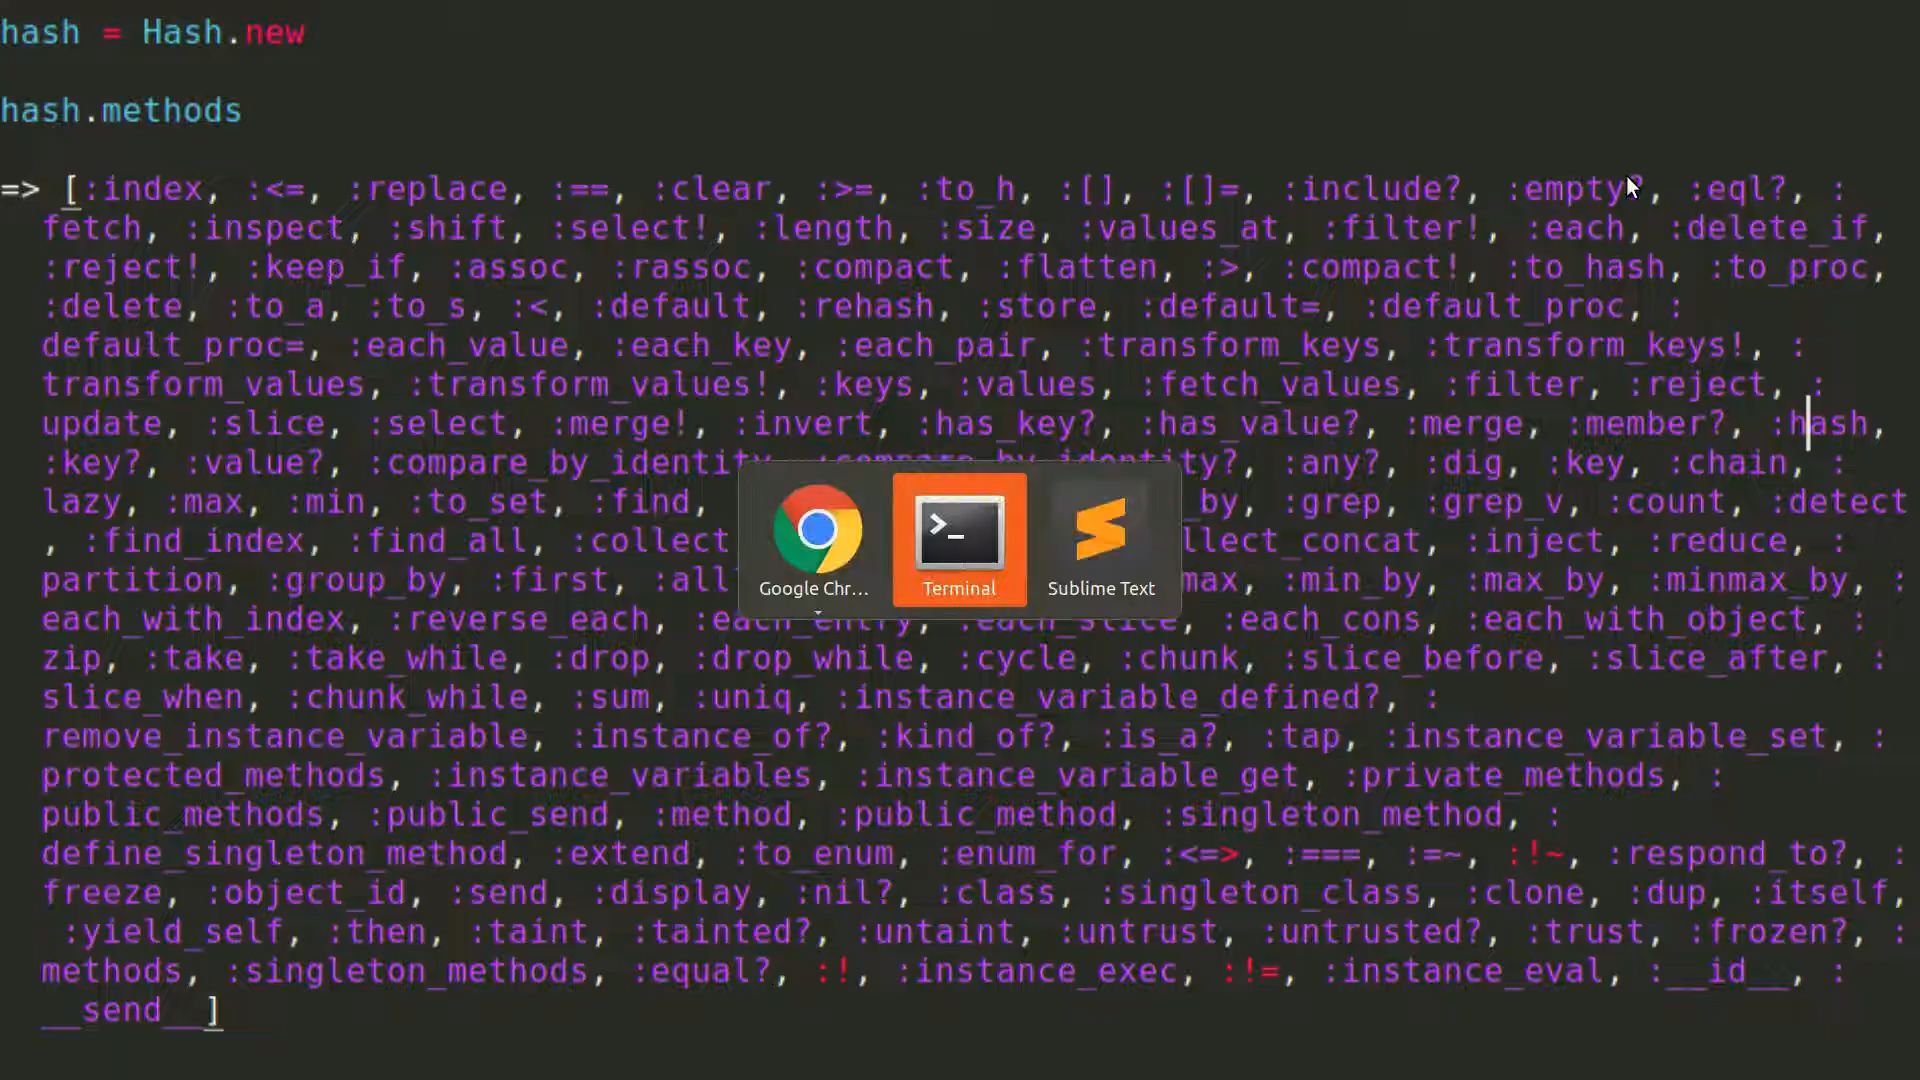 hash = Hash.new
hash.methods
=> [:index, :<=, :replace, :==, :clear, :>=, :to_h, :[], :[]=, :include?, :empty?, :eql?, :
fetch, :inspect, :shift, :select!, :length, :size, :values_at, :filter!, :each, :delete_if,
:reject!, :keep_if, :assoc, :rassoc, :compact, :flatten, :>, :compact!, :to_hash, :to_proc,
:delete, :to_a, :to_s, :<, :default, :rehash, :store, :default=, :default_proc, :
default_proc=, :each_value, :each_key, :each_pair, :transform_keys, :transform_keys!, :
transform_values, :transform_values!, :keys, :values, :fetch_values, :filter, :reject, :
update, :slice, :select, :merge!, :invert, :has_key?, :has_value?, :merge, :member?, :hash,
:key?, :value?, :compare_by_identity, :compare_by_identity?, :any?, :dig, :key, :chain, :
lazy, :max, :min, :to_set, :find, _by, :grep, :grep_v, :count, :detect
, :find_index, :find_all, :collect llect_concat, :inject, :reduce, :
partition, :group_by, :first, :all max, :min_by, :max_by, :minmax_by, :
each_with_index, :reverse_each, :each_entry, :each_slice, :each_cons, :each_with_object, :
zip, :take, :take_while, :drop, :drop_while, :cycle, :chunk, :slice_before, :slice_after, :
slice_when, :chunk_while, :sum, :uniq, :instance_variable_defined?, :
remove_instance_variable, :instance_of?, :kind_of?, :is_a?, :tap, :instance_variable_set, :
protected_methods, :instance_variables, :instance_variable_get, :private_methods, :
public_methods, :public_send, :method, :public_method, :singleton_method, :
define_singleton_method, :extend, :to_enum, :enum_for, :<=>, :===, :=~, :!~, :respond_to?, :
freeze, :object_id, :send, :display, :nil?, :class, :singleton_class, :clone, :dup, :itself,
:yield_self, :then, :taint, :tainted?, :untaint, :untrust, :untrusted?, :trust, :frozen?, :
methods, :singleton_methods, :equal?, :!, :instance_exec, :!=, :instance_eval, :__id__, :
__send__]
Google Chr...
Terminal
Sublime Text